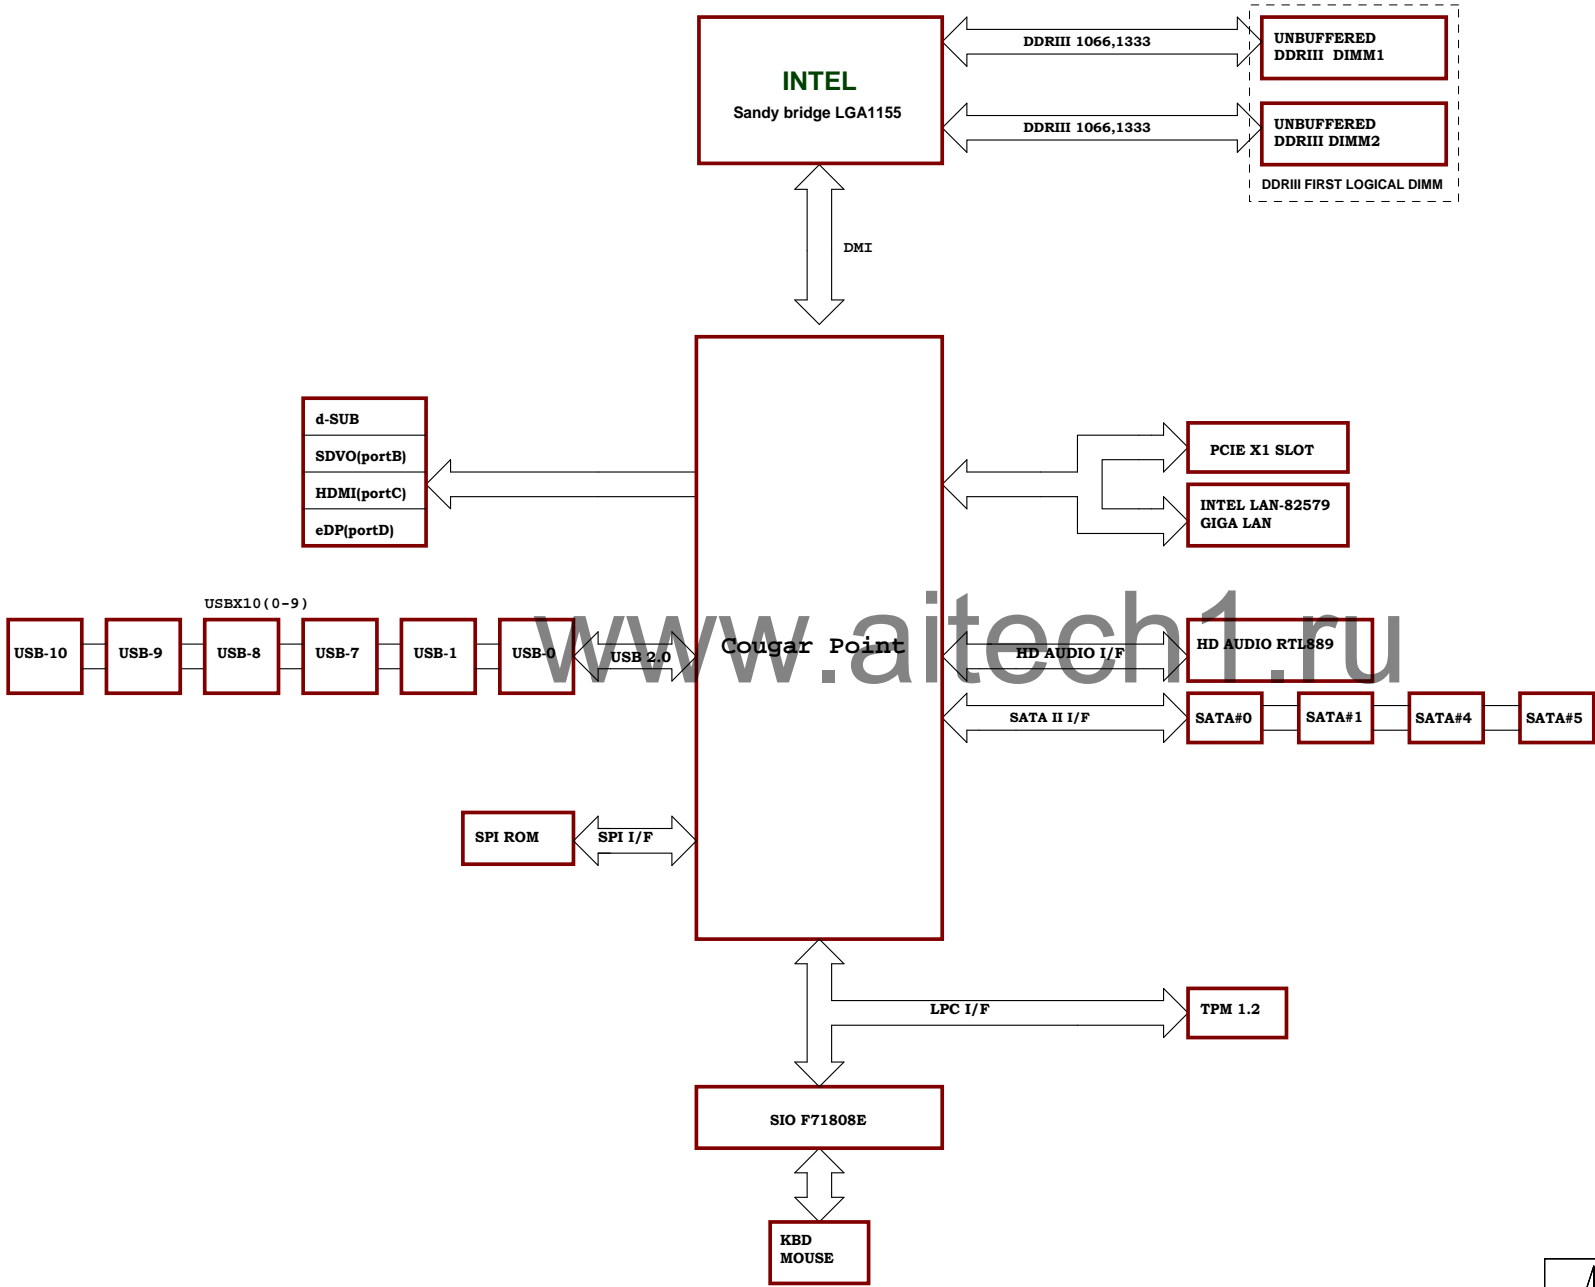 INTEL
Sandy bridge LGA1155
DDRIII 1066,1333
UNBUFFERED
DDRIII DIMM1
DDRIII 1066,1333
UNBUFFERED
DDRIII DIMM2
DDRIII FIRST LOGICAL DIMM
DMI
d-SUB
SDVO(portB)
HDMI(portC)
eDP(portD)
PCIE X1 SLOT
INTEL LAN-82579
GIGA LAN
USBX10(0-9)
USB-10
USB-9
USB-8
USB-7
USB-1
USB-0
USB 2.0
Cougar Point
www.aitech1.ru
HD AUDIO I/F
HD AUDIO RTL889
SATA II I/F
SATA#0
SATA#1
SATA#4
SATA#5
SPI ROM
SPI I/F
LPC I/F
TPM 1.2
SIO F71808E
KBD
MOUSE